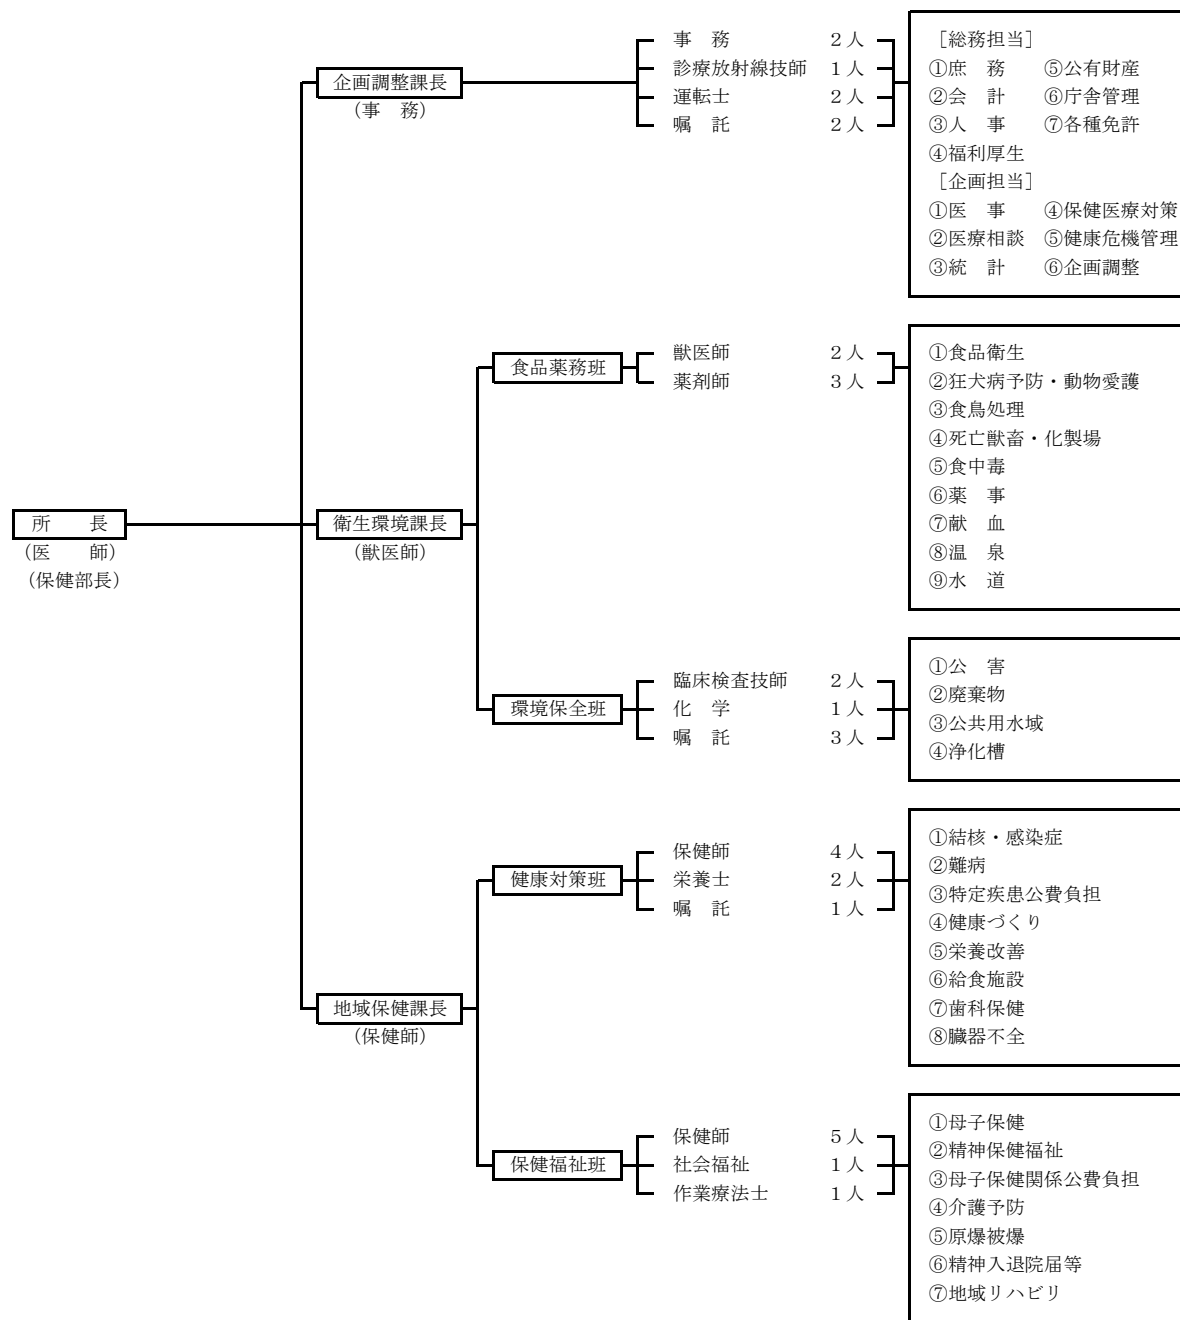 所　　長
(医　　師)
(保健部長)
企画調整課長
(事　務)
事　務　２人
診療放射線技師　１人
運転士　２人
嘱　託　２人
［総務担当］
①庶　務　⑤公有財産
②会　計　⑥庁舎管理
③人　事　⑦各種免許
④福利厚生
［企画担当］
①医　事　④保健医療対策
②医療相談　⑤健康危機管理
③統　計　⑥企画調整
衛生環境課長
(獣医師)
食品薬務班
獣医師　２人
薬剤師　３人
①食品衛生
②狂犬病予防・動物愛護
③食鳥処理
④死亡獣畜・化製場
⑤食中毒
⑥薬　事
⑦献　血
⑧温　泉
⑨水　道
環境保全班
臨床検査技師　２人
化　学　１人
嘱　託　３人
①公　害
②廃棄物
③公共用水域
④浄化槽
地域保健課長
(保健師)
健康対策班
保健師　４人
栄養士　２人
嘱　託　１人
①結核・感染症
②難病
③特定疾患公費負担
④健康づくり
⑤栄養改善
⑥給食施設
⑦歯科保健
⑧臓器不全
保健福祉班
保健師　５人
社会福祉　１人
作業療法士　１人
①母子保健
②精神保健福祉
③母子保健関係公費負担
④介護予防
⑤原爆被爆
⑥精神入退院届等
⑦地域リハビリ